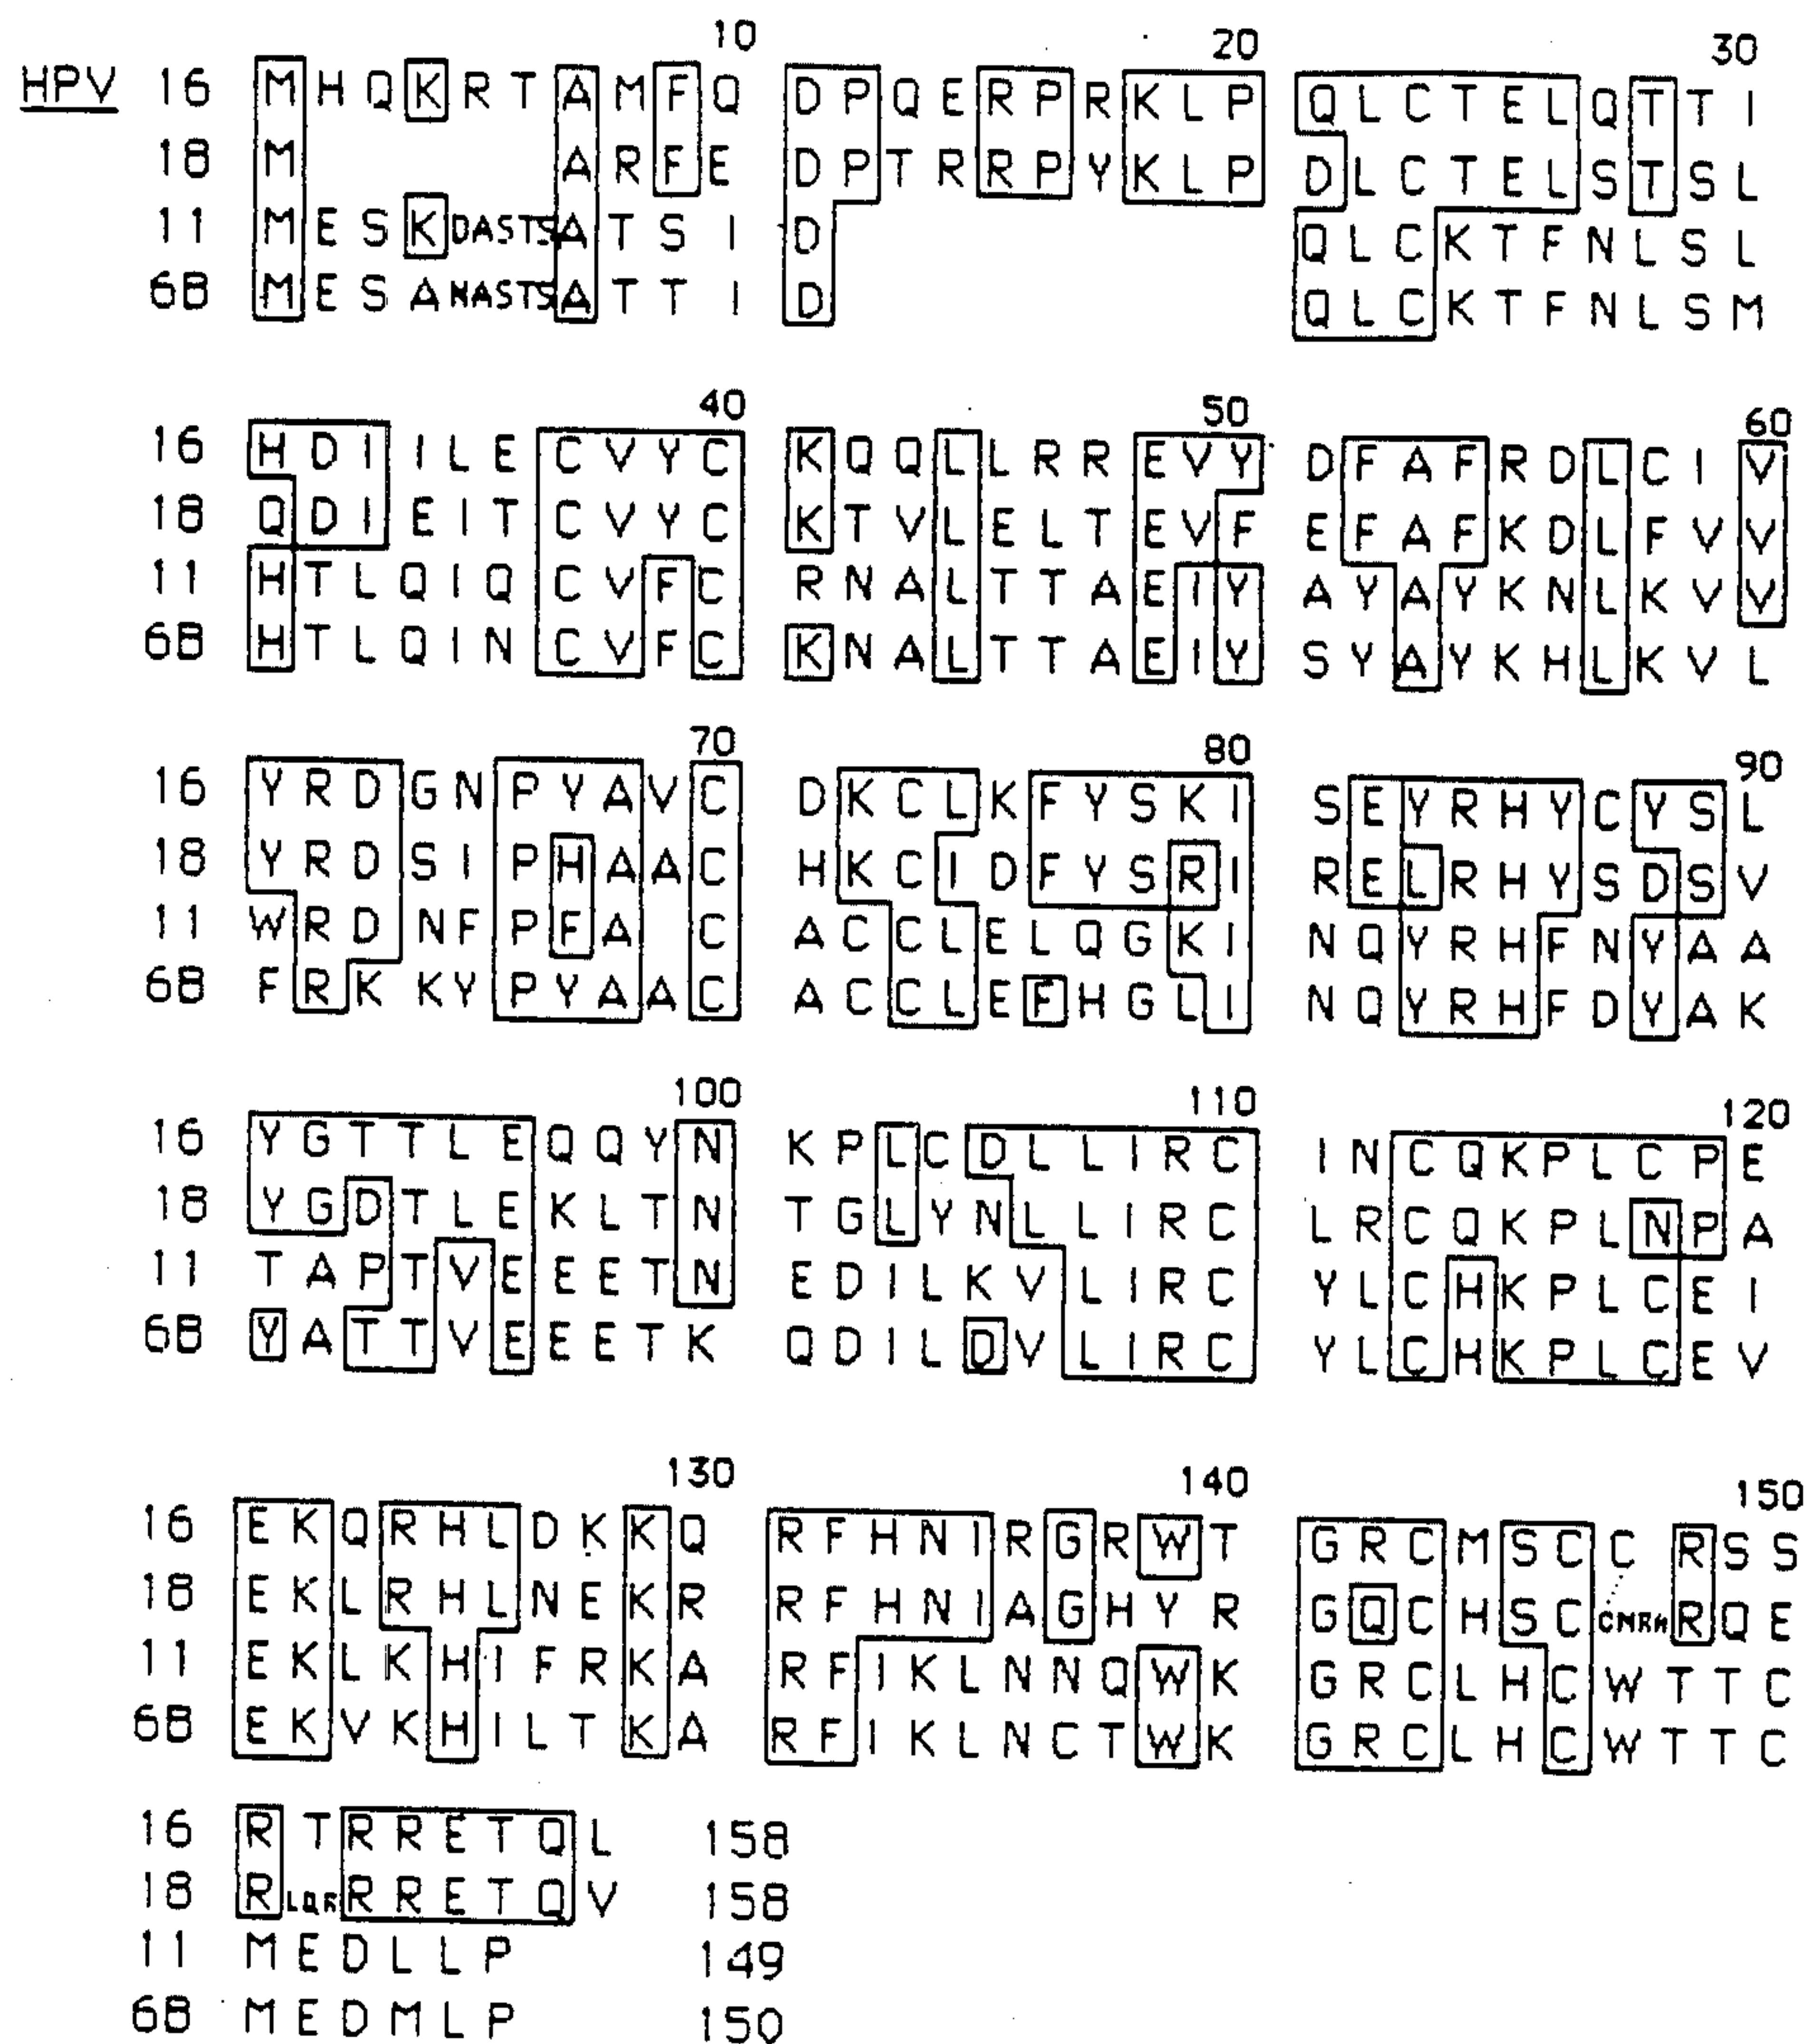 10 20 30
HPV 16 M H Q K R T A M F Q D P Q E R P R K L P Q L C T E L Q T T I
18 M A R F E D P T R R P Y K L P D L C T E L S T S L
11 M E S K DASTS A T S I D Q L C K T F N L S L
6B M E S A NASTS A T T I D Q L C K T F N L S M
40 50 60
16 H D I I L E C V Y C K Q Q L L R R E V Y D F A F R D L C I V
18 Q D I E I T C V Y C K T V L E L T E V F E F A F K D L F V V
11 H T L Q I Q C V F C R N A L T T A E I Y A Y A Y K N L K V V
6B H T L Q I N C V F C K N A L T T A E I Y S Y A Y K H L K V L
70 80 90
16 Y R D G N P Y A V C D K C L K F Y S K I S E Y R H Y C Y S L
18 Y R D S I P H A A C H K C I D F Y S R I R E L R H Y S D S V
11 W R D N F P F A C A C C L E L Q G K I N Q Y R H F N Y A A
6B F R K K Y P Y A A C A C C L E F H G L I N Q Y R H F D Y A K
100 110 120
16 Y G T T L E Q Q Y N K P L C D L L I R C I N C Q K P L C P E
18 Y G D T L E K L T N T G L Y N L L I R C L R C Q K P L N P A
11 T A P T V E E E T N E D I L K V L I R C Y L C H K P L C E I
6B Y A T T V E E E T K Q D I L D V L I R C Y L C H K P L C E V
130 140 150
16 E K Q R H L D K K Q R F H N I R G R W T G R C M S C C R S S
18 E K L R H L N E K R R F H N I A G H Y R G Q C H S C CNRM R Q E
11 E K L K H I F R K A R F I K L N N Q W K G R C L H C W T T C
6B E K V K H I L T K A R F I K L N C T W K G R C L H C W T T C
16 R T R R E T Q L 158
18 R LQR R R E T Q V 158
11 M E D L L P 149
6B M E D M L P 150